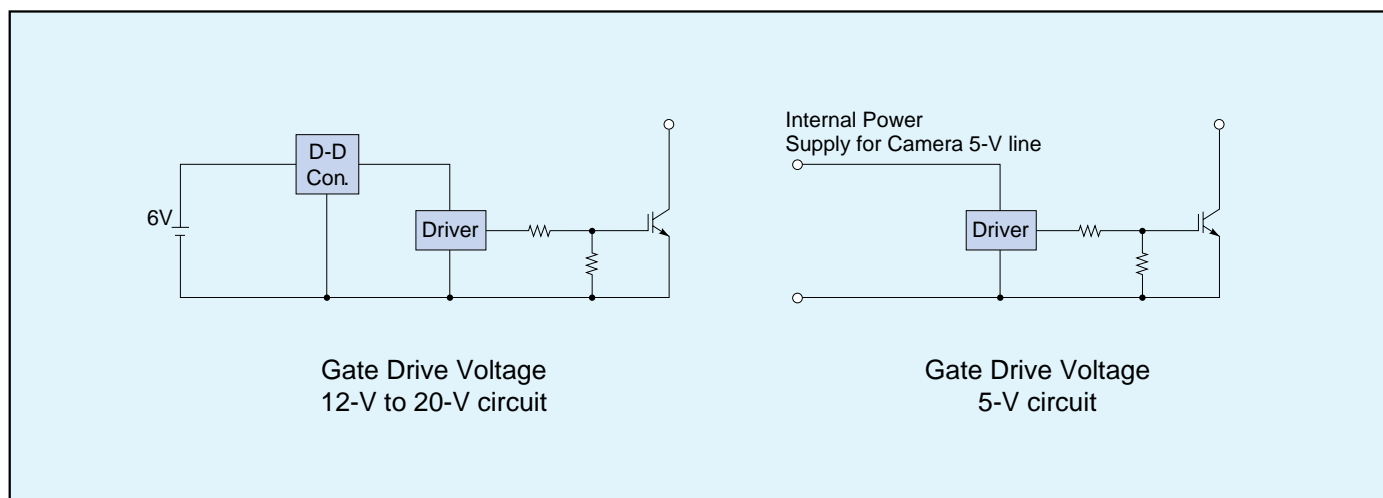 D-D
Con.
6V
Driver
Gate Drive Voltage
12-V to 20-V circuit
Internal Power
Supply for Camera 5-V line
Driver
Gate Drive Voltage
5-V circuit